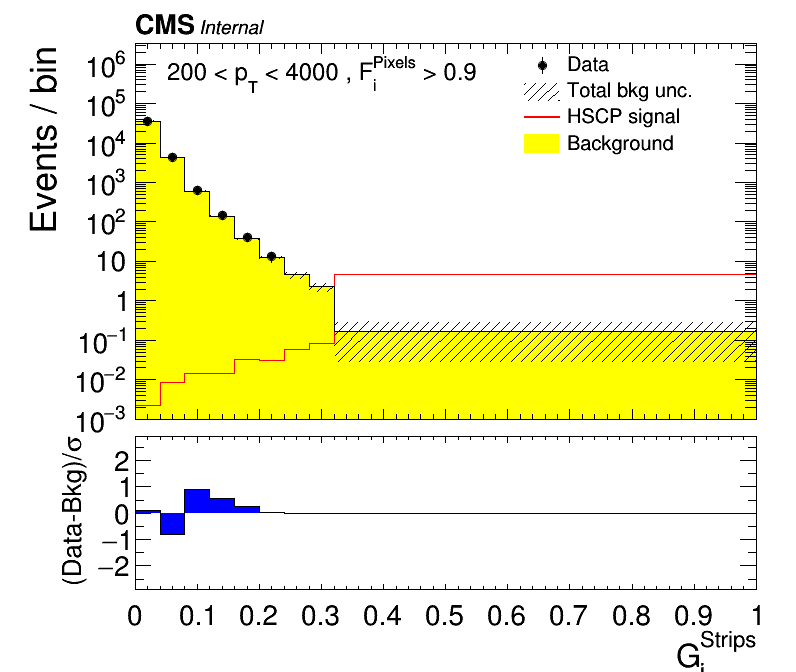 CMS Internal
200 < p_T < 4000 , F_i^Pixels > 0.9
Data
Total bkg unc.
HSCP signal
Background
Events / bin
10^6
10^5
10^4
10^3
10^2
10
1
10^−1
10^−2
10^−3
(Data-Bkg)/σ
2
1
0
−1
−2
0 0.1 0.2 0.3 0.4 0.5 0.6 0.7 0.8 0.9 1
G_i^Strips